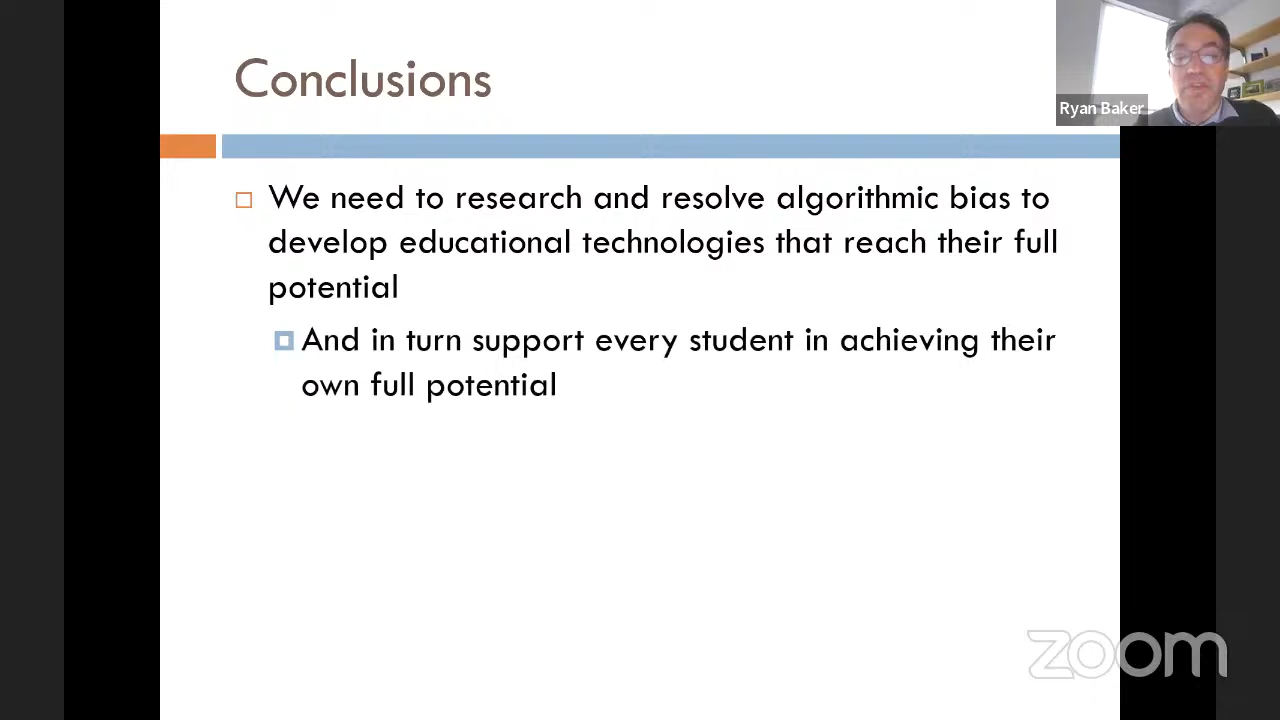 Conclusions
Ryan Baker
We need to research and resolve algorithmic bias to
develop educational technologies that reach their full
potential
And in turn support every student in achieving their
own full potential
zoom